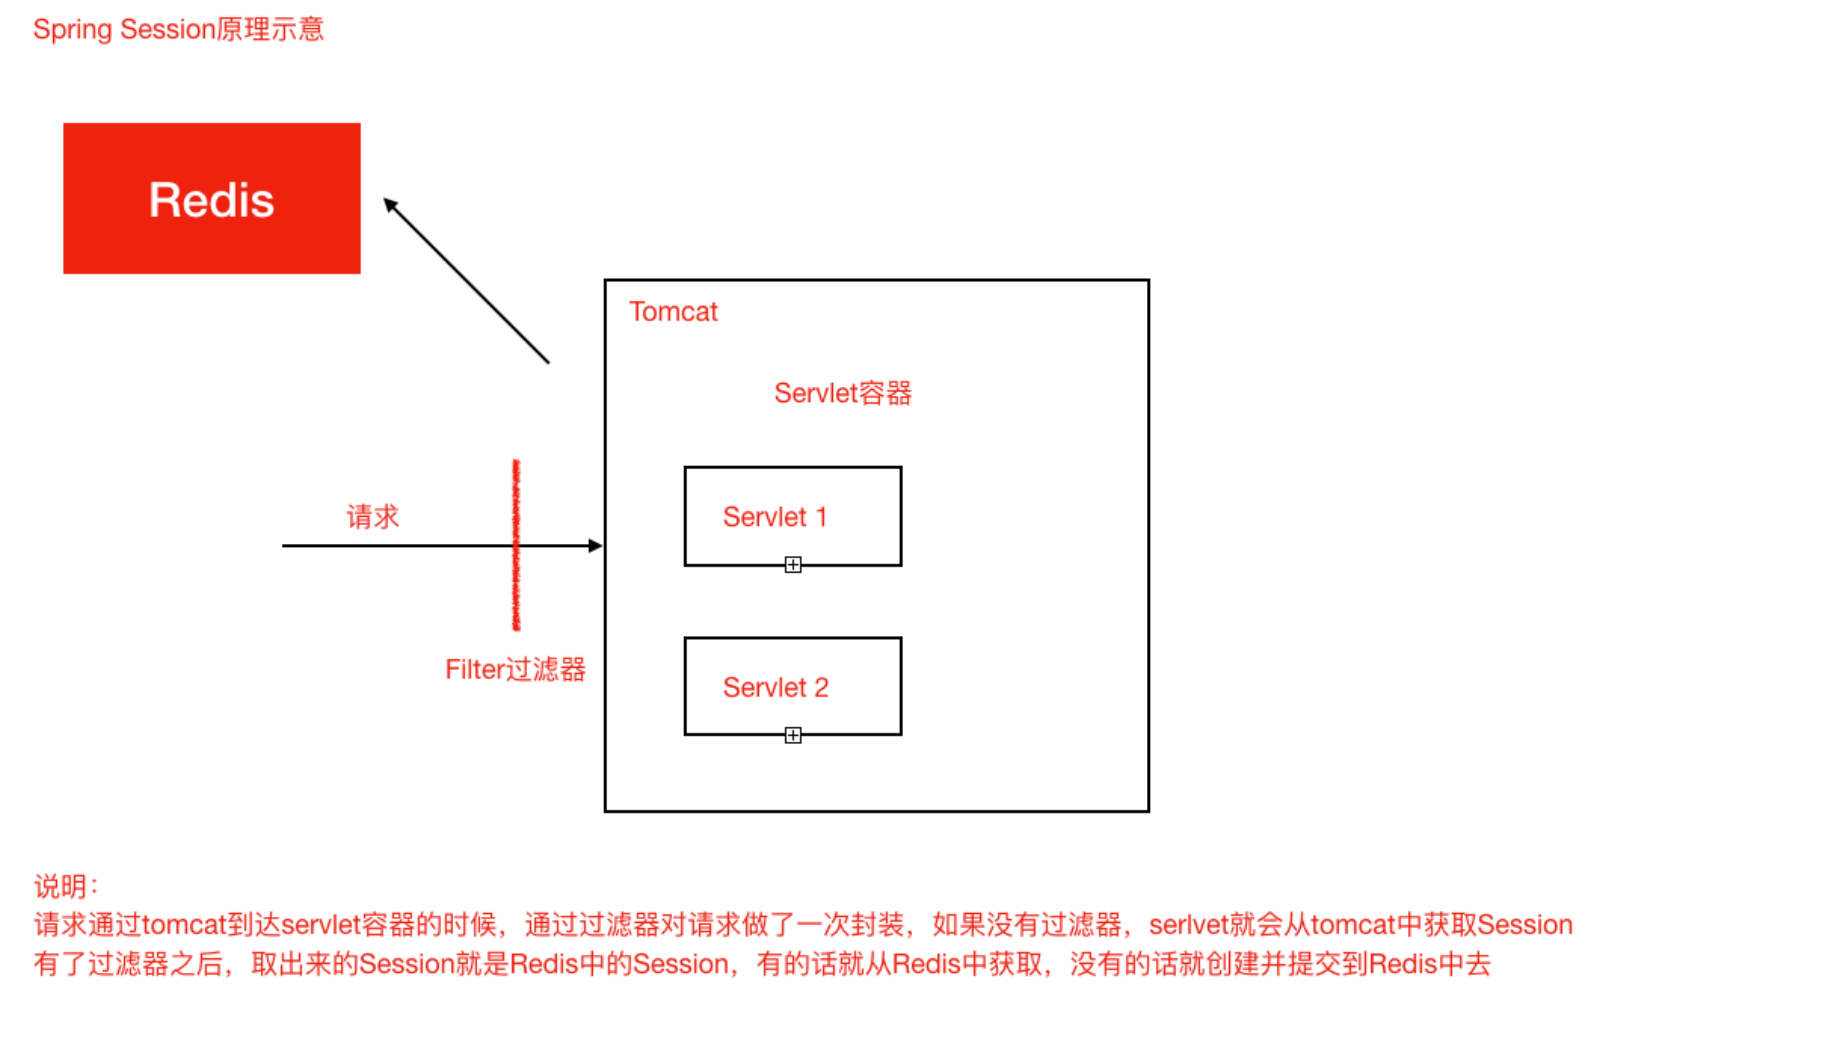 Spring Session原理示意
Redis
Tomcat
Servlet容器
请求
Servlet 1
Filter过滤器
Servlet 2
说明：
请求通过tomcat到达servlet容器的时候，通过过滤器对请求做了一次封装，如果没有过滤器，serlvet就会从tomcat中获取Session
有了过滤器之后，取出来的Session就是Redis中的Session，有的话就从Redis中获取，没有的话就创建并提交到Redis中去